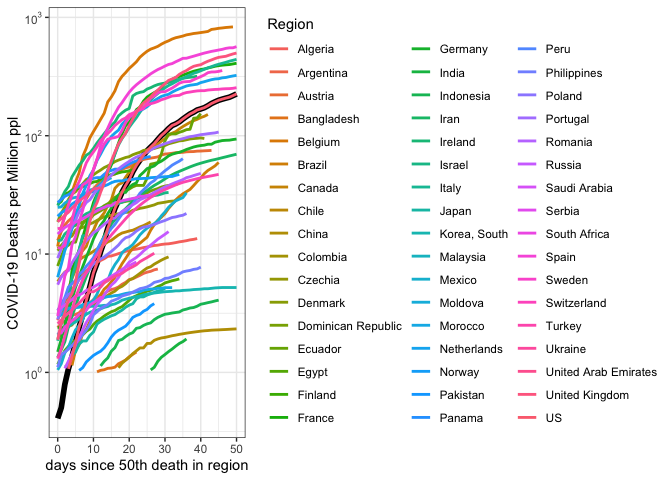 COVID-19 Deaths per Million ppl
10³
10²
10¹
10⁰
0 10 20 30 40 50
days since 50th death in region
Region
Algeria
Argentina
Austria
Bangladesh
Belgium
Brazil
Canada
Chile
China
Colombia
Czechia
Denmark
Dominican Republic
Ecuador
Egypt
Finland
France
Germany
India
Indonesia
Iran
Ireland
Israel
Italy
Japan
Korea, South
Malaysia
Mexico
Moldova
Morocco
Netherlands
Norway
Pakistan
Panama
Peru
Philippines
Poland
Portugal
Romania
Russia
Saudi Arabia
Serbia
South Africa
Spain
Sweden
Switzerland
Turkey
Ukraine
United Arab Emirates
United Kingdom
US